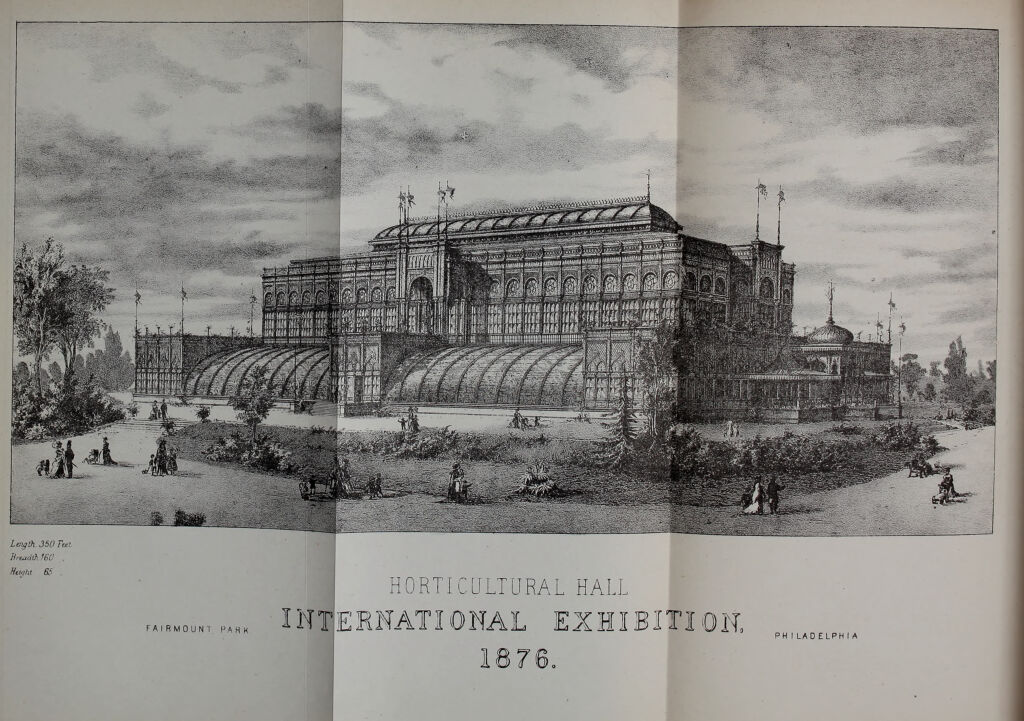 Length 350 Feet
Breadth 160
Height 65
HORTICULTURAL HALL
INTERNATIONAL EXHIBITION,
FAIRMOUNT PARK
PHILADELPHIA
1876.